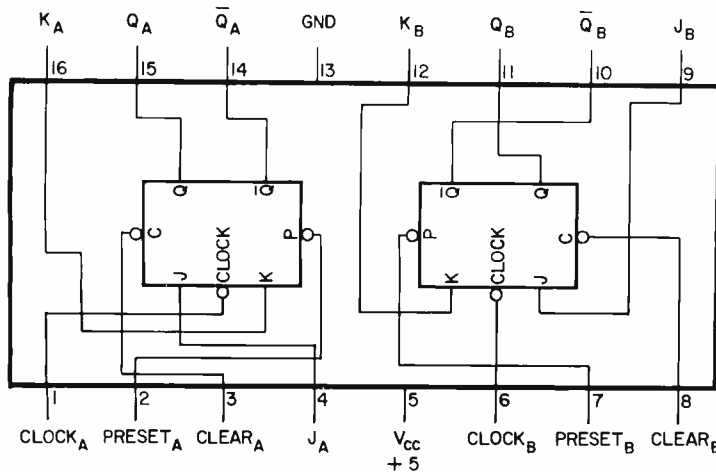 K_A Q_A Q̅_A GND K_B Q_B Q̅_B J_B
16 15 14 13 12 11 10 9
Q Q̅ Q̅ Q
C P P C
CLOCK CLOCK
J K K J
1 2 3 4 5 6 7 8
CLOCK_A PRESET_A CLEAR_A J_A V_CC CLOCK_B PRESET_B CLEAR_B
+ 5